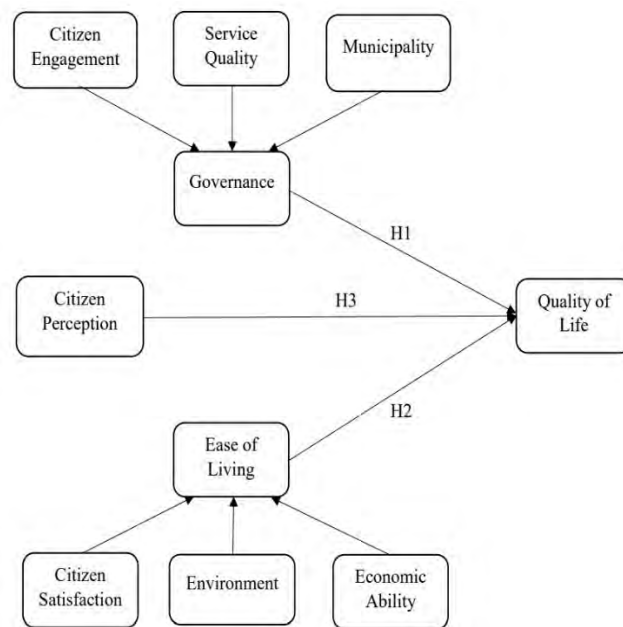 Citizen
Engagement
Service
Quality
Municipality
Governance
H1
Citizen
Perception
H3
Quality of
Life
H2
Ease of
Living
Citizen
Satisfaction
Environment
Economic
Ability